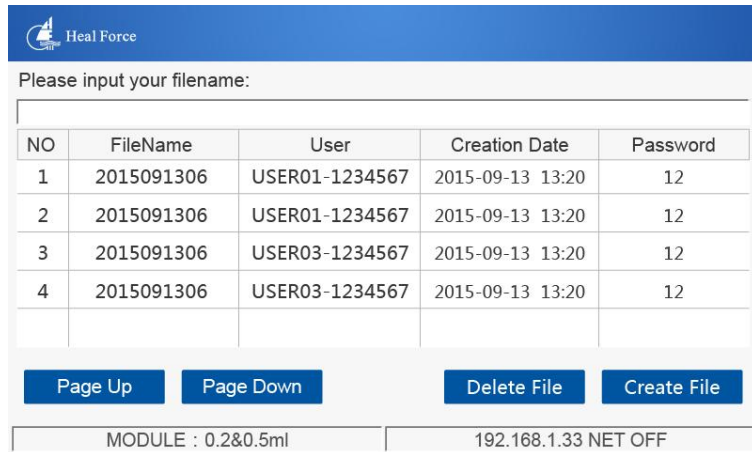 Heal Force
Please input your filename:
NO FileName User Creation Date Password
1 2015091306 USER01-1234567 2015-09-13 13:20 12
2 2015091306 USER01-1234567 2015-09-13 13:20 12
3 2015091306 USER03-1234567 2015-09-13 13:20 12
4 2015091306 USER03-1234567 2015-09-13 13:20 12
Page Up Page Down Delete File Create File
MODULE : 0.2&0.5ml 192.168.1.33 NET OFF